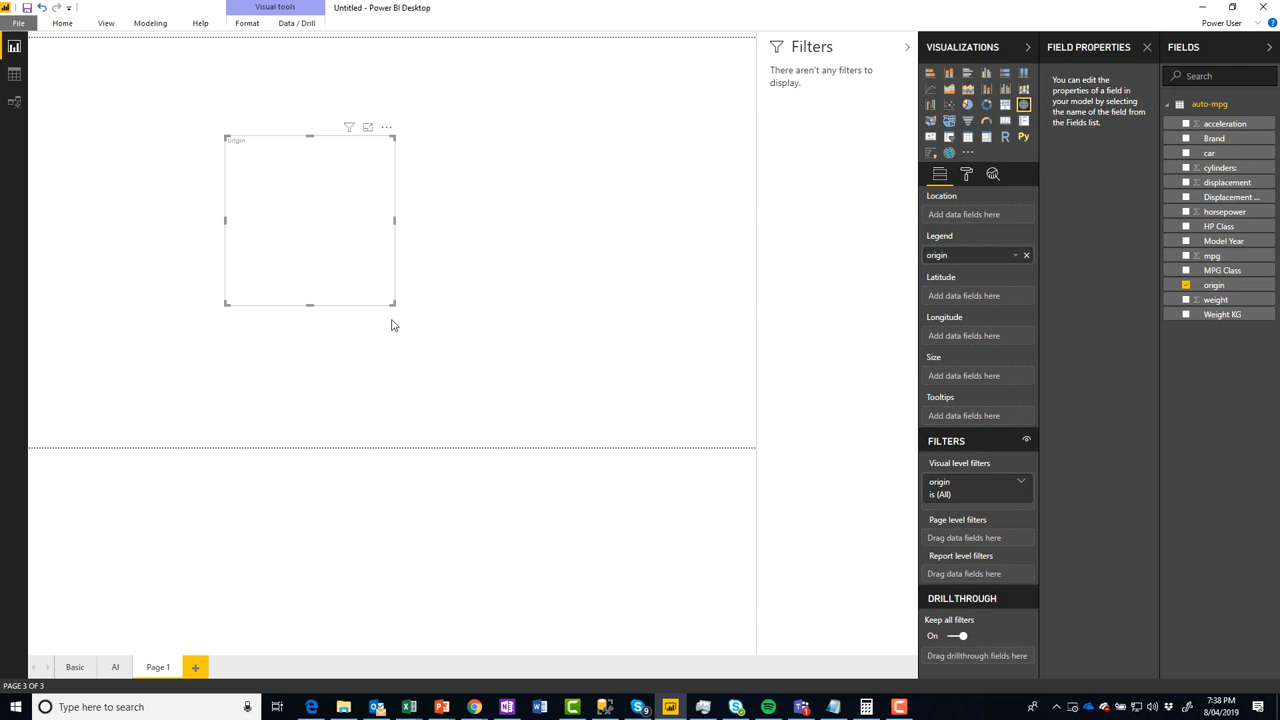 Visual tools
Untitled - Power BI Desktop
File
Home
View
Modeling
Help
Format
Data / Drill
Power User
origin
Filters
There aren't any filters to
display.
VISUALIZATIONS
R
Py
Location
Add data fields here
Legend
origin
Latitude
Add data fields here
Longitude
Add data fields here
Size
Add data fields here
Tooltips
Add data fields here
FILTERS
Visual level filters
origin
is (All)
Page level filters
Drag data fields here
Report level filters
Drag data fields here
DRILLTHROUGH
Keep all filters
On
Drag drillthrough fields here
FIELD PROPERTIES
You can edit the
properties of a field in
your model by selecting
the name of the field from
the Fields list.
FIELDS
Search
auto-mpg
acceleration
Brand
car
cylinders:
displacement
Displacement ...
horsepower
HP Class
Model Year
mpg
MPG Class
origin
weight
Weight KG
Basic
AI
Page 1
PAGE 3 OF 3
Type here to search
7:38 PM
8/04/2019